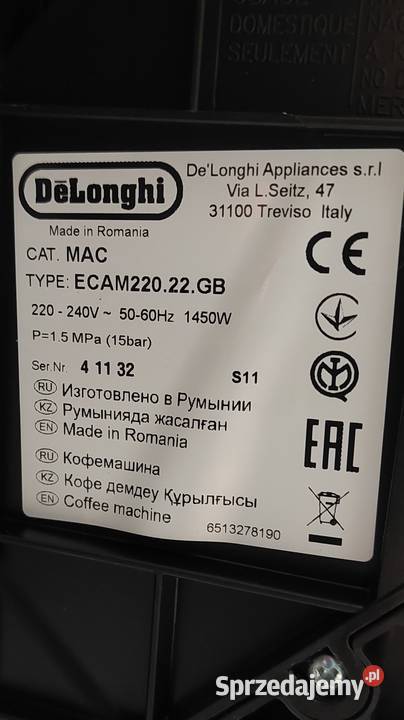 DOMESTIQUE
SEULEMENT
DēLonghi
De'Longhi Appliances s.r.l
Via L.Seitz, 47
31100 Treviso Italy
Made in Romania
CAT. MAC
TYPE: ECAM220.22.GB
220 - 240V ~ 50-60Hz 1450W
P=1.5 MPa (15bar)
Ser.Nr. 4 11 32 S11
RU Изготовлено в Румынии
KZ Румынияда жасалған
EN Made in Romania
RU Кофемашина
KZ Кофе демдеу Құрылғысы
EN Coffee machine
6513278190
CE
EAC
Sprzedajemy.pl